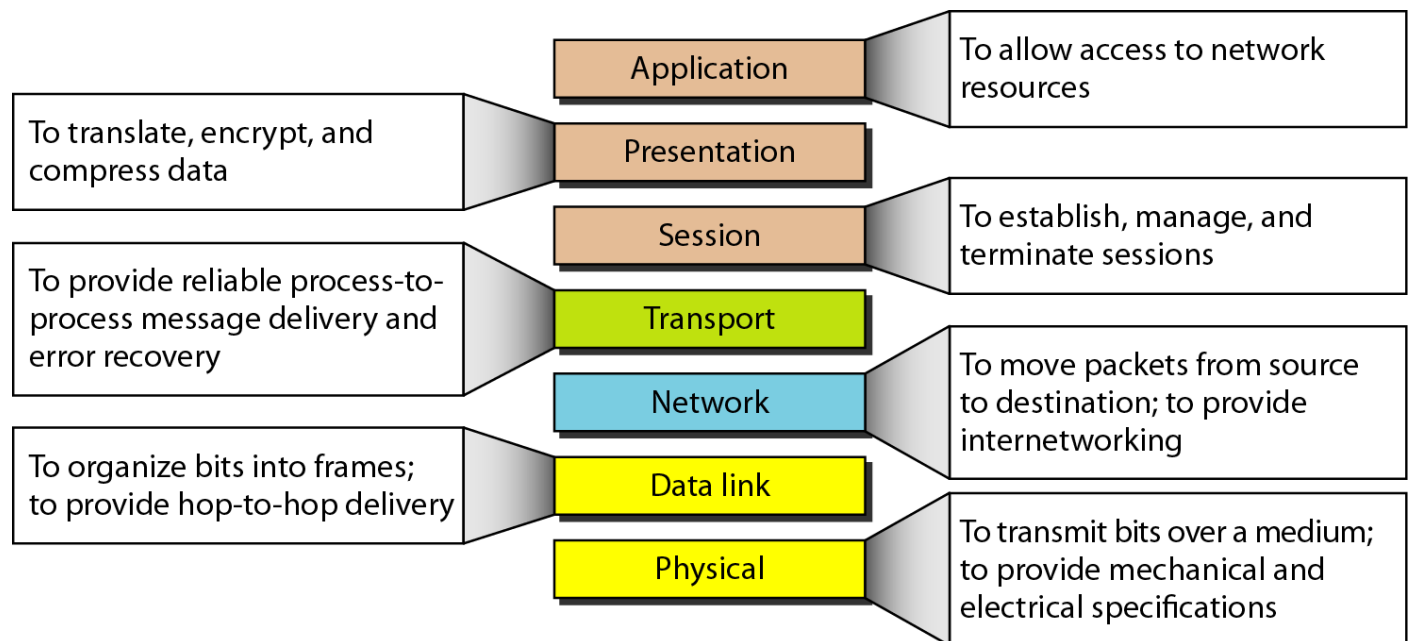 Application
To allow access to network
resources
To translate, encrypt, and
compress data
Presentation
Session
To establish, manage, and
terminate sessions
To provide reliable process-to-
process message delivery and
error recovery
Transport
Network
To move packets from source
to destination; to provide
internetworking
To organize bits into frames;
to provide hop-to-hop delivery
Data link
Physical
To transmit bits over a medium;
to provide mechanical and
electrical specifications